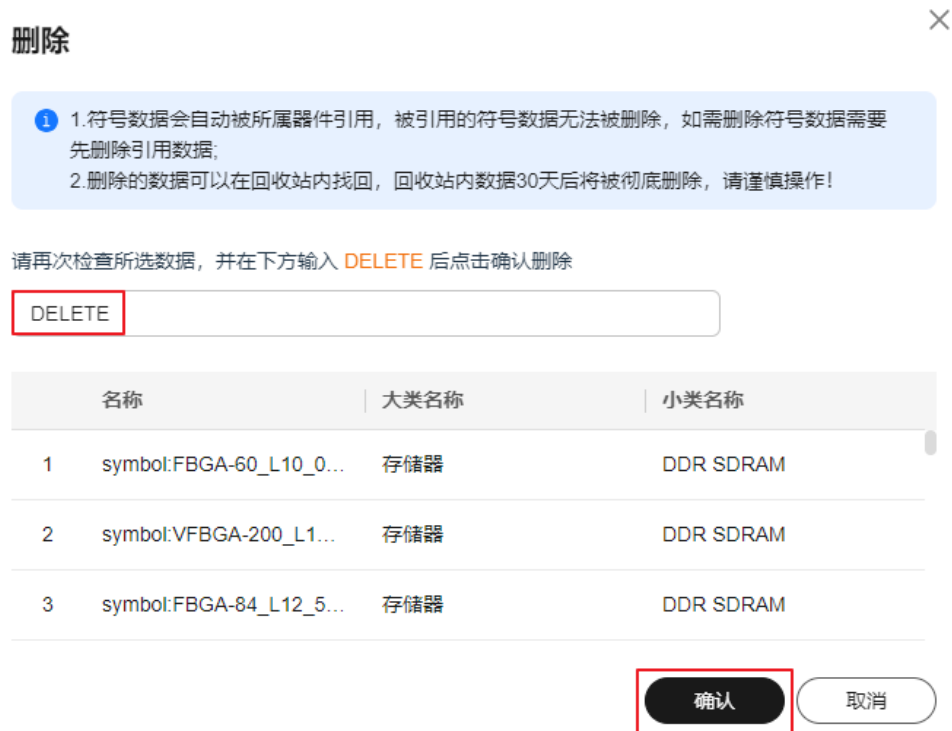 删除
1.符号数据会自动被所属器件引用，被引用的符号数据无法被删除，如需删除符号数据需要
先删除引用数据;
2.删除的数据可以在回收站内找回，回收站内数据30天后将被彻底删除，请谨慎操作！
请再次检查所选数据，并在下方输入 DELETE 后点击确认删除
DELETE
名称 大类名称 小类名称
1 symbol:FBGA-60_L10_0... 存储器 DDR SDRAM
2 symbol:VFBGA-200_L1... 存储器 DDR SDRAM
3 symbol:FBGA-84_L12_5... 存储器 DDR SDRAM
确认 取消